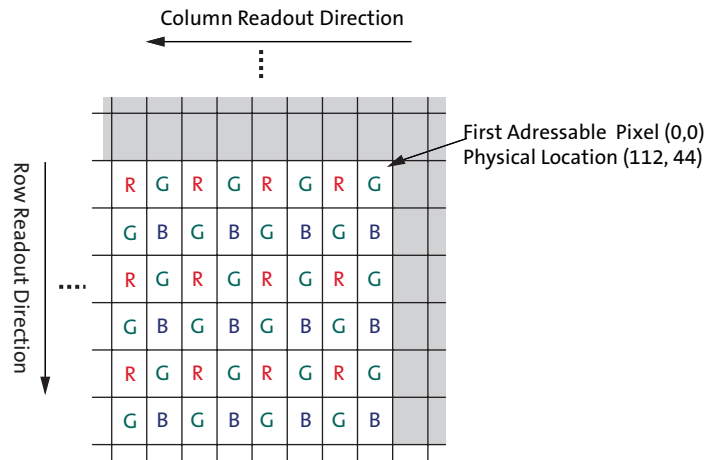 Column Readout Direction
First Adressable Pixel (0,0)
Physical Location (112, 44)
Row Readout Direction
R G R G R G R G
G B G B G B G B
R G R G R G R G
G B G B G B G B
R G R G R G R G
G B G B G B G B